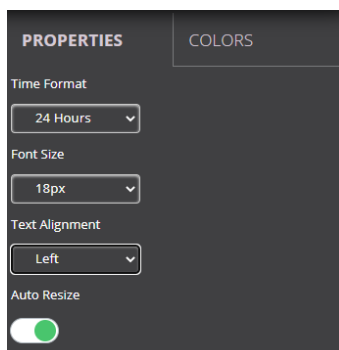 PROPERTIES COLORS
Time Format
24 Hours
Font Size
18px
Text Alignment
Left
Auto Resize